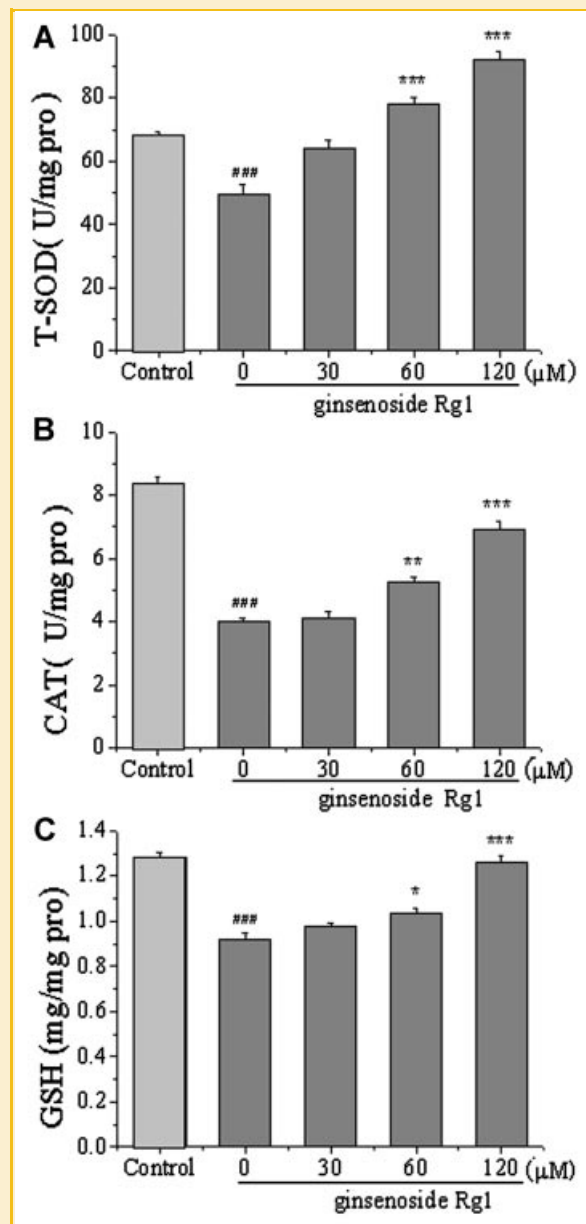 A
T-SOD( U/mg pro)
100
80
60
40
20
0
###
***
***
Control 0 30 60 120 (μM)
ginsenoside Rg1
B
CAT( U/mg pro)
10
8
6
4
2
0
###
**
***
Control 0 30 60 120 (μM)
ginsenoside Rg1
C
GSH (mg/mg pro)
1.4
1.2
1.0
0.8
0.6
0.4
0.2
0.0
###
*
***
Control 0 30 60 120 (μM)
ginsenoside Rg1